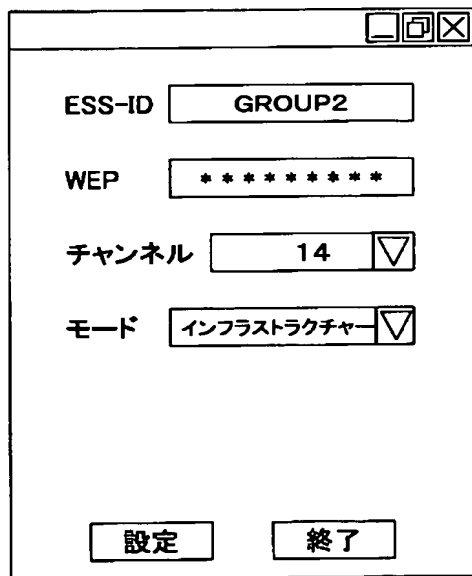 ESS-ID GROUP2
WEP *********
チャンネル 14
モード インフラストラクチャー
設定 終了